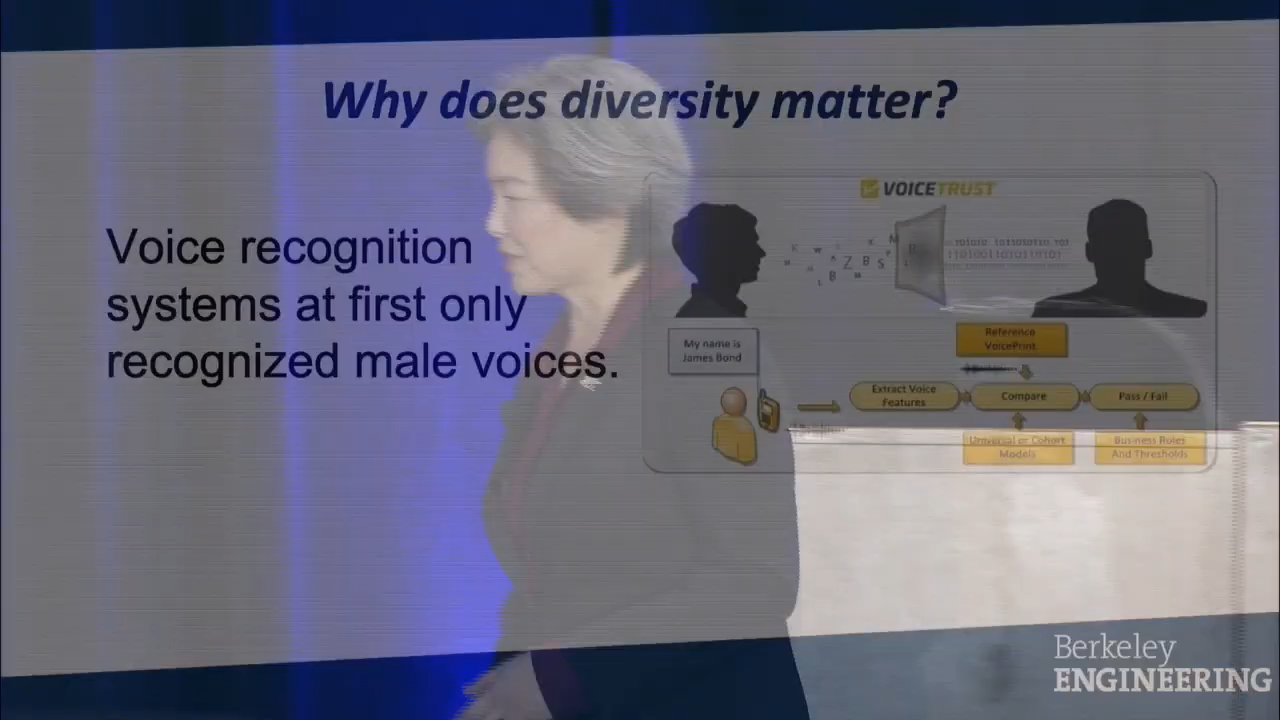 Why does diversity matter?
Voice recognition
systems at first only
recognized male voices.
VOICETRUST
My name is
James Bond
Reference
VoicePrint
Extract Voice
Features
Compare
Pass / Fail
Universal or Cohort
Models
Business Rules
And Thresholds
Berkeley
ENGINEERING